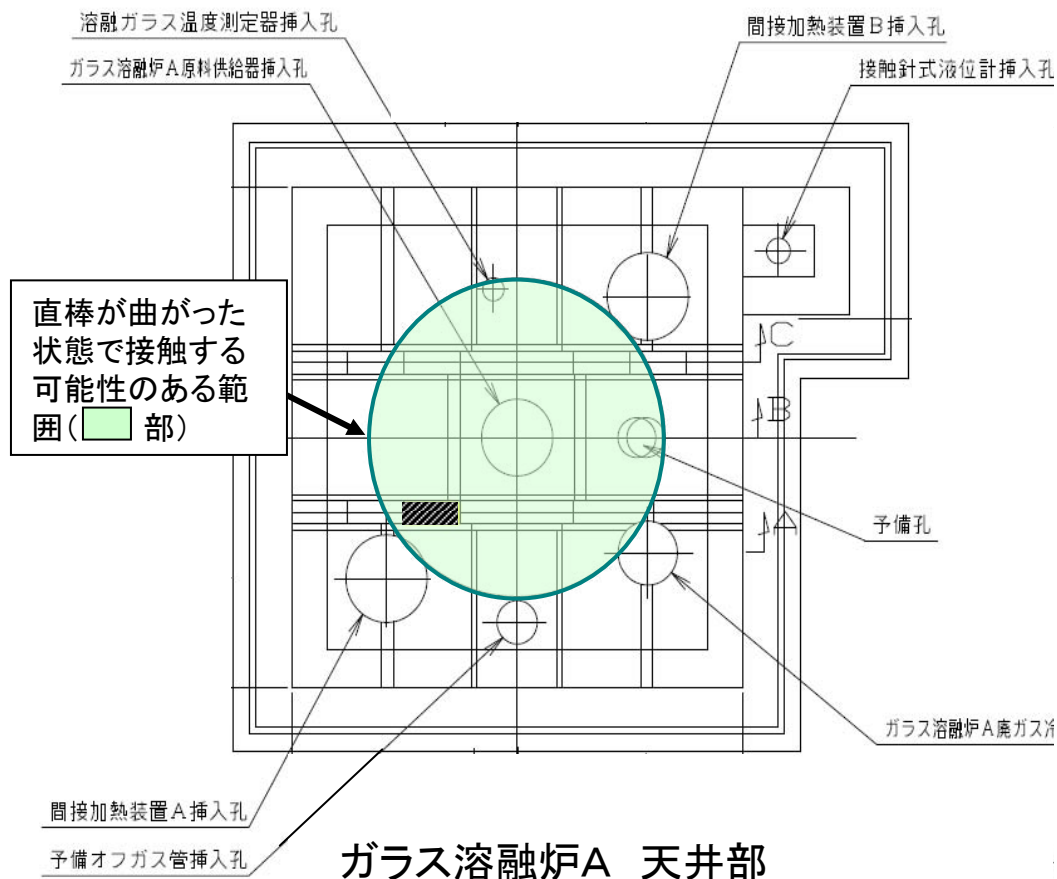 溶融ガラス温度測定器挿入孔
ガラス溶融炉A原料供給器挿入孔
間接加熱装置B挿入孔
接触針式液位計挿入孔
直棒が曲がった
状態で接触する
可能性のある範
囲( 部)
C
B
A
予備孔
ガラス溶融炉A廃ガス冷
間接加熱装置A挿入孔
予備オフガス管挿入孔
ガラス溶融炉A 天井部